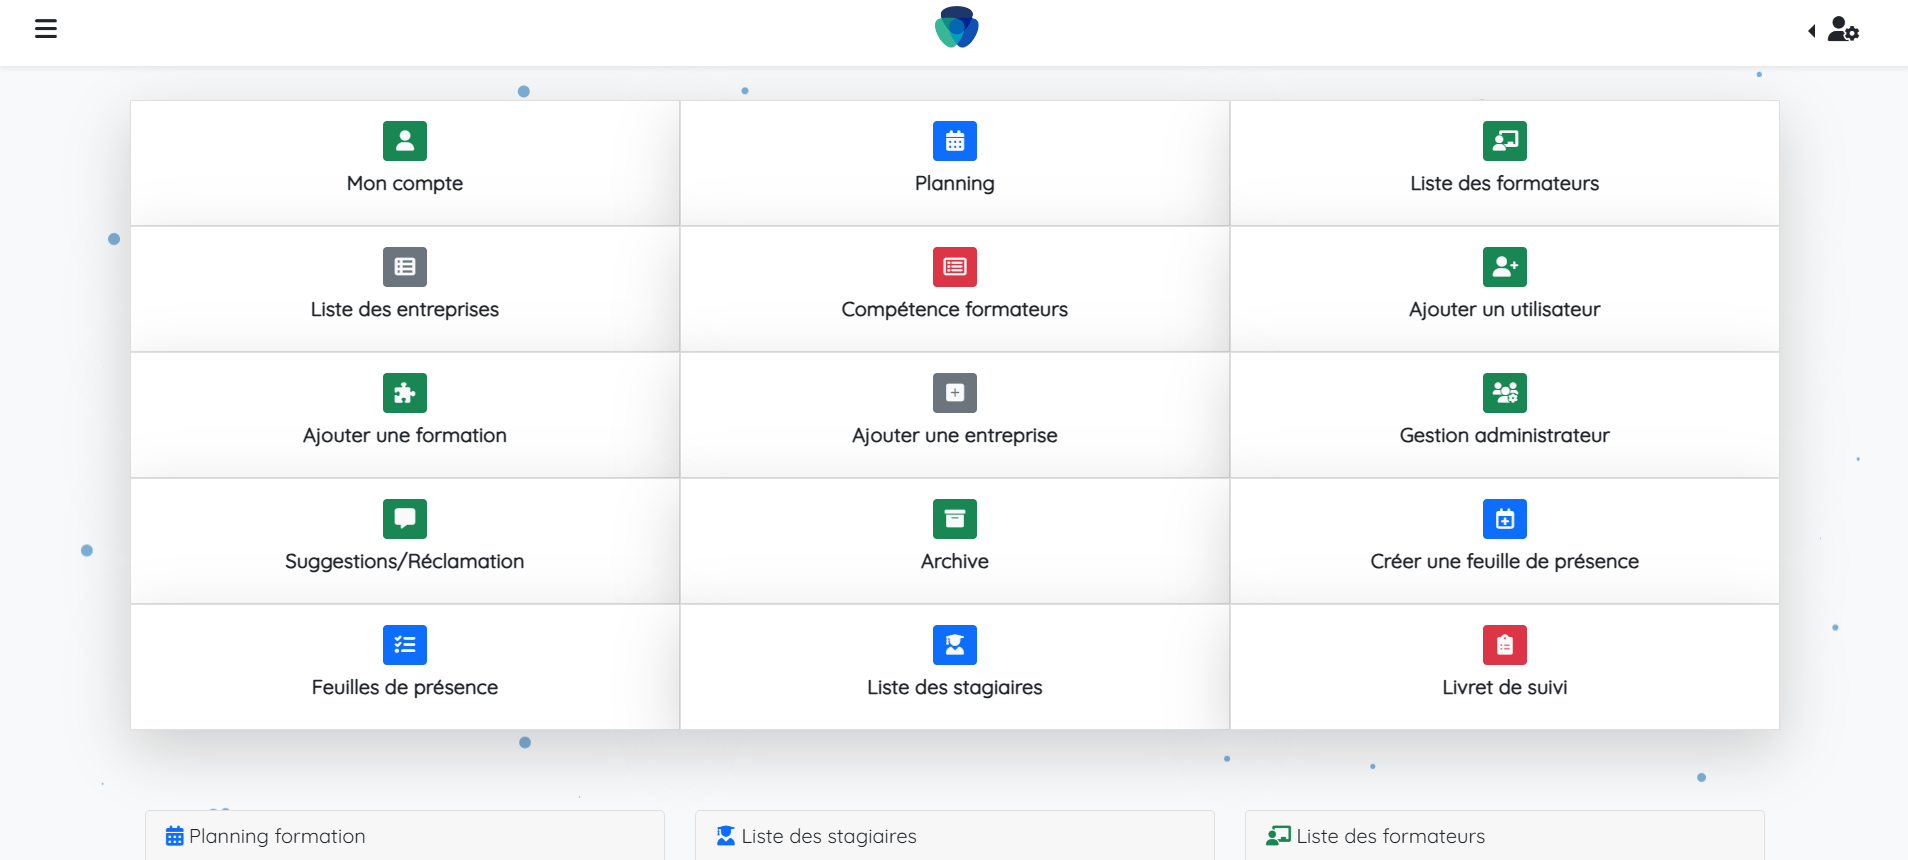 Mon compte
Planning
Liste des formateurs
Liste des entreprises
Compétence formateurs
Ajouter un utilisateur
Ajouter une formation
Ajouter une entreprise
Gestion administrateur
Suggestions/Réclamation
Archive
Créer une feuille de présence
Feuilles de présence
Liste des stagiaires
Livret de suivi
Planning formation
Liste des stagiaires
Liste des formateurs